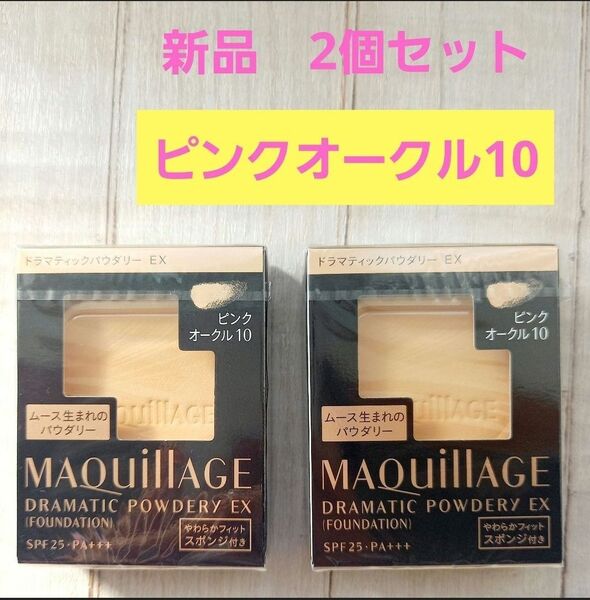 新品　2個セット
ピンクオークル10
ドラマティックパウダリー EX
ピンク
オークル10
ムース生まれの
パウダリー
quillAGE
MAQuillAGE
DRAMATIC POWDERY EX
(FOUNDATION)
SPF25・PA+++
やわらかフィット
スポンジ付き
ドラマティックパウダリー EX
ピンク
オークル10
ムース生まれの
パウダリー
quillAGE
MAQuillAGE
DRAMATIC POWDERY EX
(FOUNDATION)
SPF25・PA+++
やわらかフィット
スポンジ付き